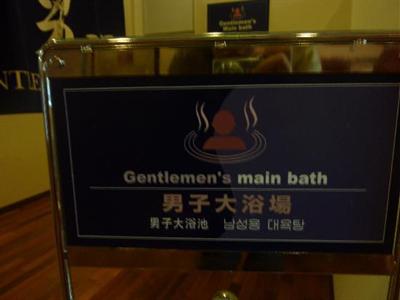 Gentlemen's
Main bath
Gentlemen's main bath
男子大浴場
男子大浴池 남성용 대욕탕